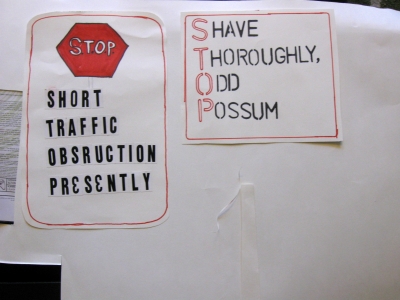 STOP
SHORT
TRAFFIC
OBSRUCTION
PRESENTLY
SHAVE
THOROUGHLY,
ODD
POSSUM